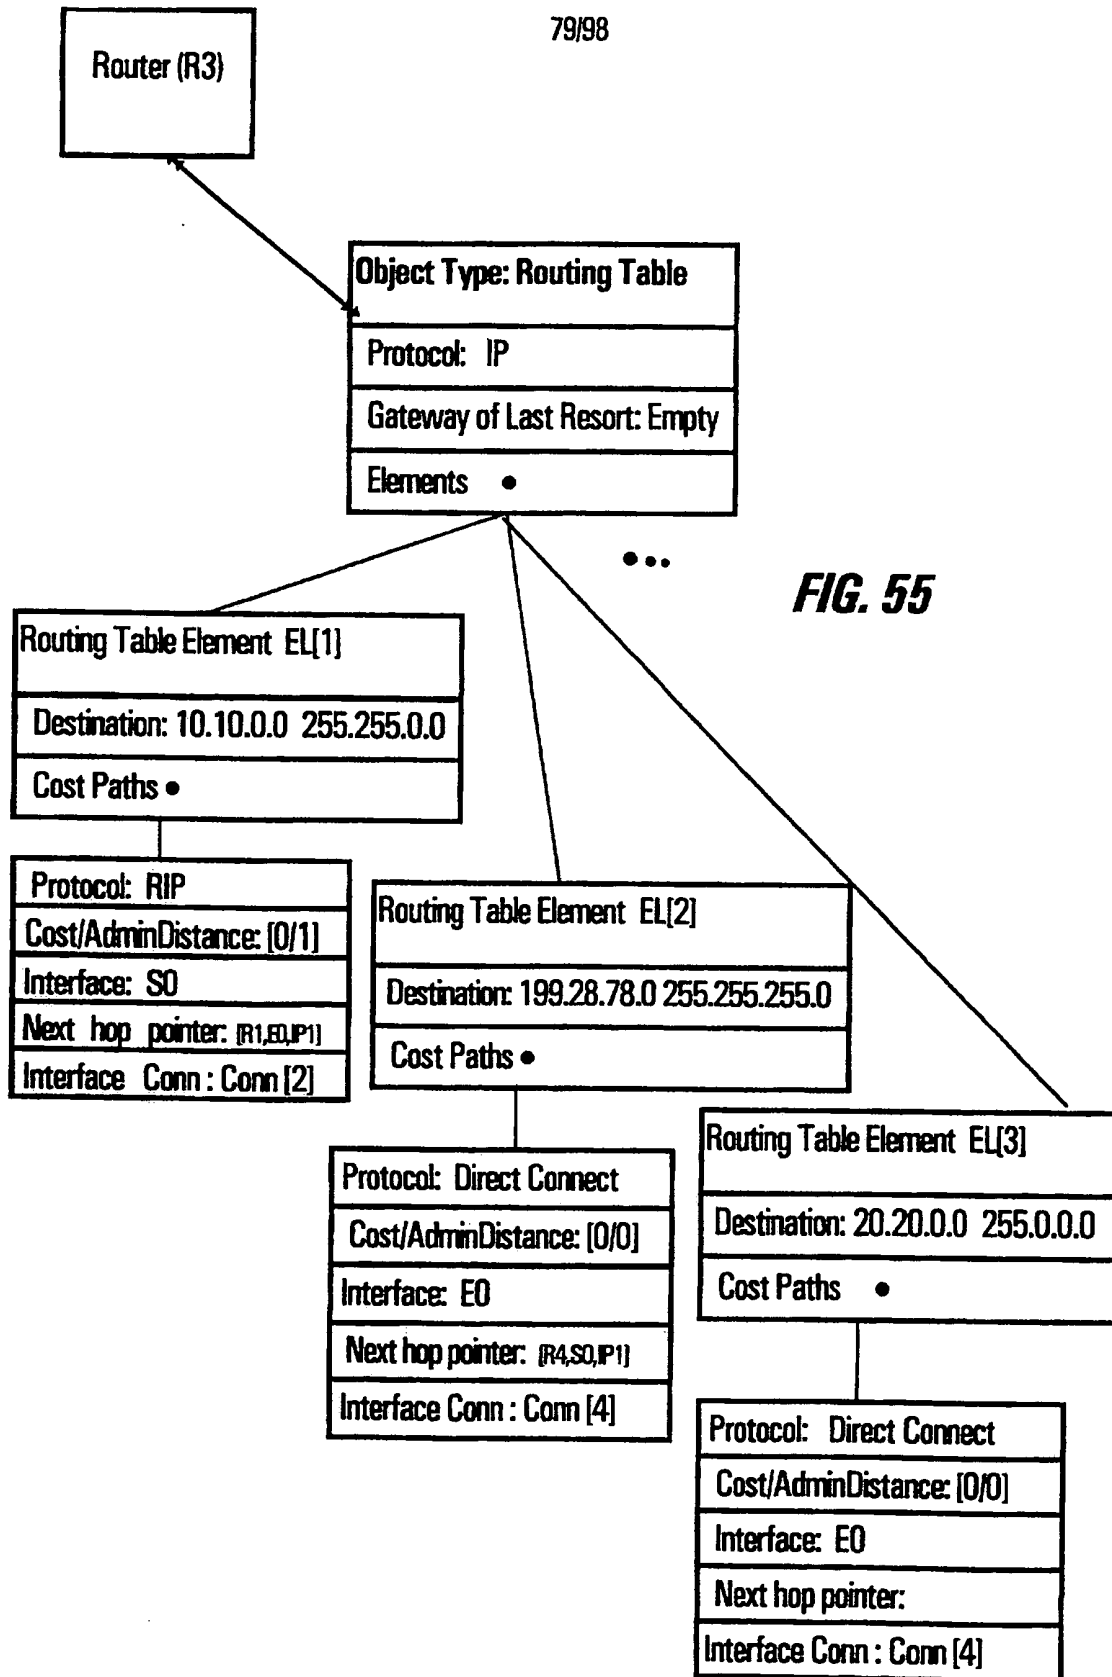 79/98
Router (R3)
Object Type: Routing Table
Protocol: IP
Gateway of Last Resort: Empty
Elements
FIG. 55
Routing Table Element EL[1]
Destination: 10.10.0.0 255.255.0.0
Cost Paths
Protocol: RIP
Cost/AdminDistance: [0/1]
Interface: S0
Next hop pointer: [R1,E0,IP1]
Interface Conn : Conn [2]
Routing Table Element EL[2]
Destination: 199.28.78.0 255.255.255.0
Cost Paths
Protocol: Direct Connect
Cost/AdminDistance: [0/0]
Interface: E0
Next hop pointer: [R4,S0,IP1]
Interface Conn : Conn [4]
Routing Table Element EL[3]
Destination: 20.20.0.0 255.0.0.0
Cost Paths
Protocol: Direct Connect
Cost/AdminDistance: [0/0]
Interface: E0
Next hop pointer:
Interface Conn : Conn [4]